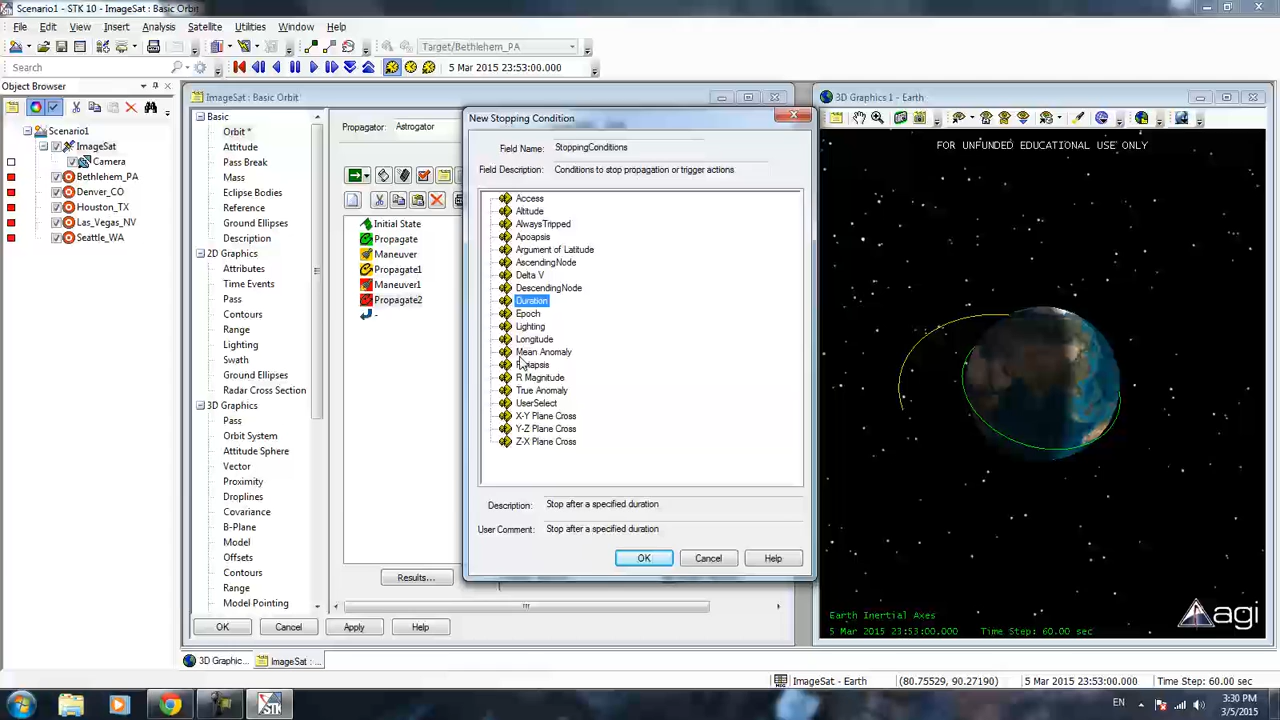 Scenario1 - STK 10 - ImageSat : Basic Orbit
File Edit View Insert Analysis Satellite Utilities Window Help
Target/Bethlehem_PA
Search
5 Mar 2015 23:53:00.000
Object Browser
Scenario1
ImageSat
Camera
Bethlehem_PA
Denver_CO
Houston_TX
Las_Vegas_NV
Seattle_WA
ImageSat : Basic Orbit
Basic
Orbit *
Attitude
Pass Break
Mass
Eclipse Bodies
Reference
Ground Ellipses
Description
2D Graphics
Attributes
Time Events
Pass
Contours
Range
Lighting
Swath
Ground Ellipses
3D Graphics
Pass
Orbit System
Attitude Sphere
Vector
Proximity
Droplines
Covariance
B-Plane
Model
Offsets
Contours
Range
Model Pointing
Propagator: Astrogator
Initial State
Propagate
Maneuver
Propagate1
Maneuver1
Propagate2
-
Results...
OK Cancel Apply Help
New Stopping Condition
Field Name: StoppingConditions
Field Description: Conditions to stop propagation or trigger actions
Access
Altitude
AlwaysTripped
Apoapsis
Argument of Latitude
AscendingNode
Delta V
DescendingNode
Duration
Epoch
Lighting
Longitude
Mean Anomaly
Periapsis
R Magnitude
True Anomaly
UserSelect
X-Y Plane Cross
Y-Z Plane Cross
Z-X Plane Cross
Description: Stop after a specified duration
User Comment: Stop after a specified duration
OK Cancel Help
3D Graphics 1 - Earth
FOR UNFUNDED EDUCATIONAL USE ONLY
Earth Inertial Axes
5 Mar 2015 23:53:00.000 Time Step: 60.00 sec
agi
3D Graphic... ImageSat : ...
ImageSat - Earth (80.75529, 90.27190) 5 Mar 2015 23:53:00.000 Time Step: 60.00 sec
STK
EN
3:30 PM
3/5/2015